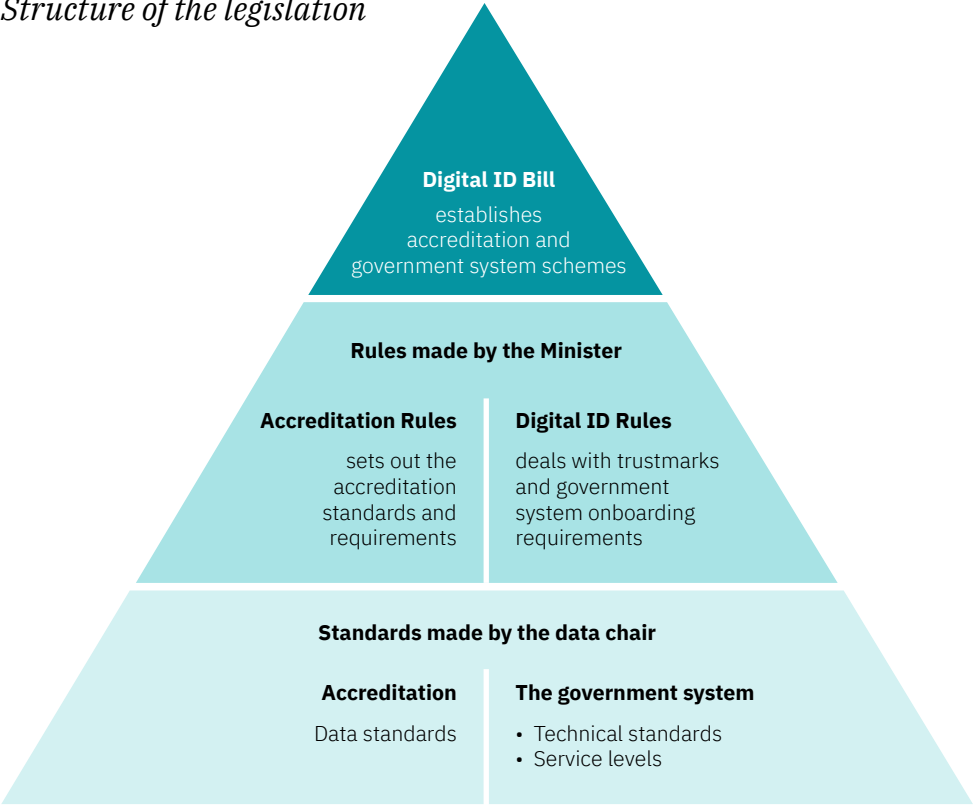 Structure of the legislation
Digital ID Bill
establishes
accreditation and
government system schemes
Rules made by the Minister
Accreditation Rules
sets out the
accreditation
standards and
requirements
Digital ID Rules
deals with trustmarks
and government
system onboarding
requirements
Standards made by the data chair
Accreditation
Data standards
The government system
• Technical standards
• Service levels